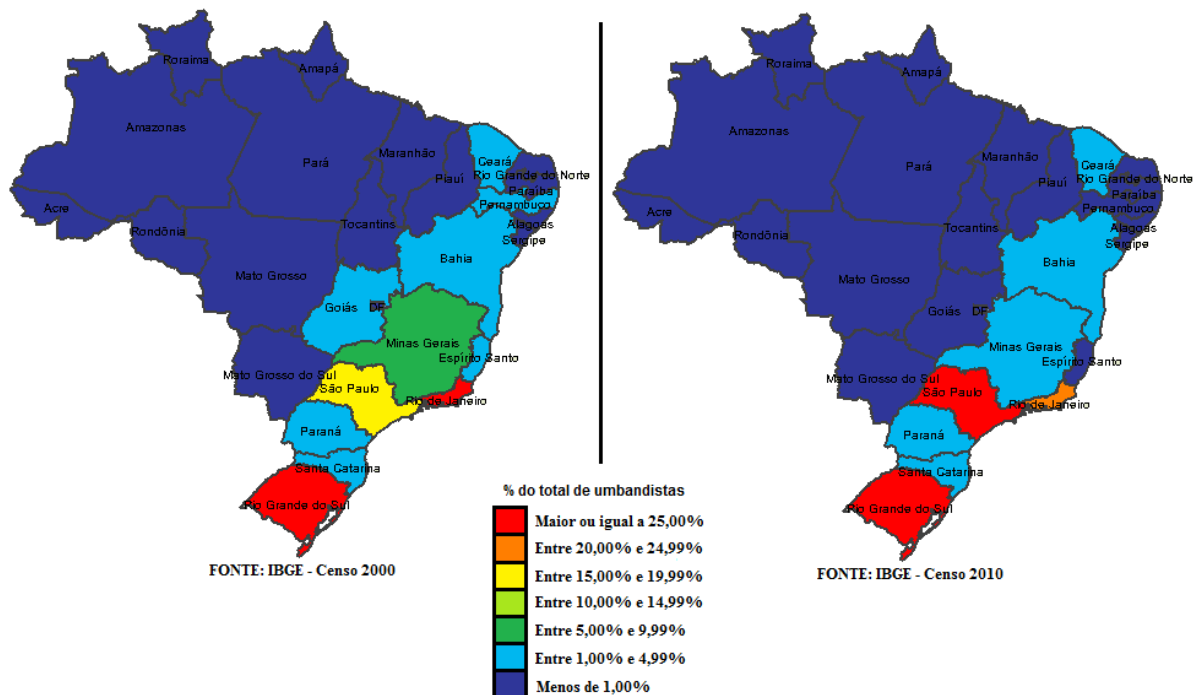 Roraima
Amapá
Amazonas
Pará
Maranhão
Ceará
Rio Grande do Norte
Piauí
Paraíba
Pernambuco
Acre
Alagoas
Tocantins
Rondônia
Sergipe
Bahia
Mato Grosso
Goiás
DF
Minas Gerais
Espírito Santo
Mato Grosso do Sul
São Paulo
Rio de Janeiro
Paraná
Santa Catarina
Rio Grande do Sul
FONTE: IBGE - Censo 2000
Roraima
Amapá
Amazonas
Pará
Maranhão
Ceará
Rio Grande do Norte
Piauí
Paraíba
Pernambuco
Acre
Alagoas
Tocantins
Rondônia
Sergipe
Bahia
Mato Grosso
Goiás
DF
Minas Gerais
Espírito Santo
Mato Grosso do Sul
São Paulo
Rio de Janeiro
Paraná
Santa Catarina
Rio Grande do Sul
FONTE: IBGE - Censo 2010
% do total de umbandistas
Maior ou igual a 25,00%
Entre 20,00% e 24,99%
Entre 15,00% e 19,99%
Entre 10,00% e 14,99%
Entre 5,00% e 9,99%
Entre 1,00% e 4,99%
Menos de 1,00%